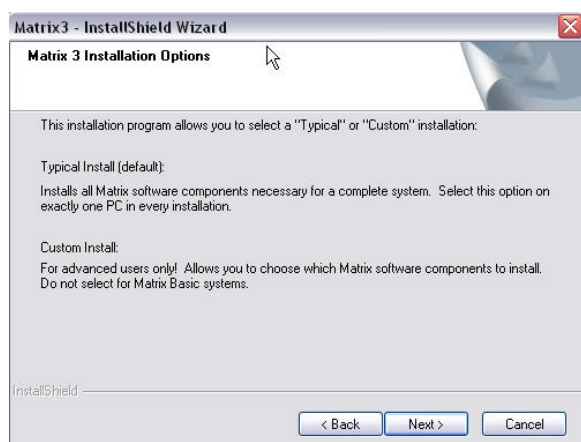 Matrix3 - InstallShield Wizard
Matrix 3 Installation Options
This installation program allows you to select a "Typical" or "Custom" installation:
Typical Install (default):
Installs all Matrix software components necessary for a complete system. Select this option on
exactly one PC in every installation.
Custom Install:
For advanced users only! Allows you to choose which Matrix software components to install.
Do not select for Matrix Basic systems.
InstallShield
< Back Next > Cancel